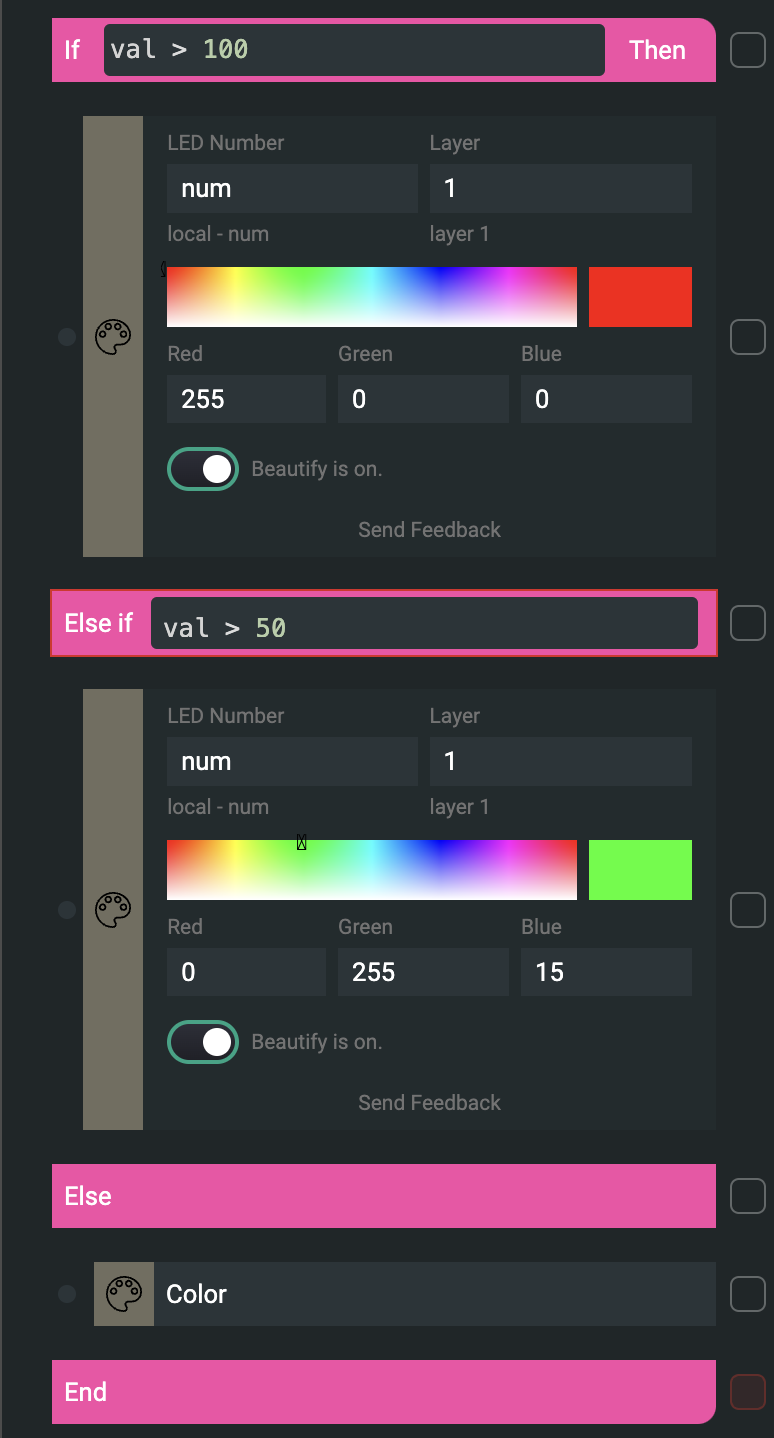 If val > 100 Then
LED Number Layer
num 1
local - num layer 1
Red Green Blue
255 0 0
Beautify is on.
Send Feedback
Else if val > 50
LED Number Layer
num 1
local - num layer 1
Red Green Blue
0 255 15
Beautify is on.
Send Feedback
Else
Color
End